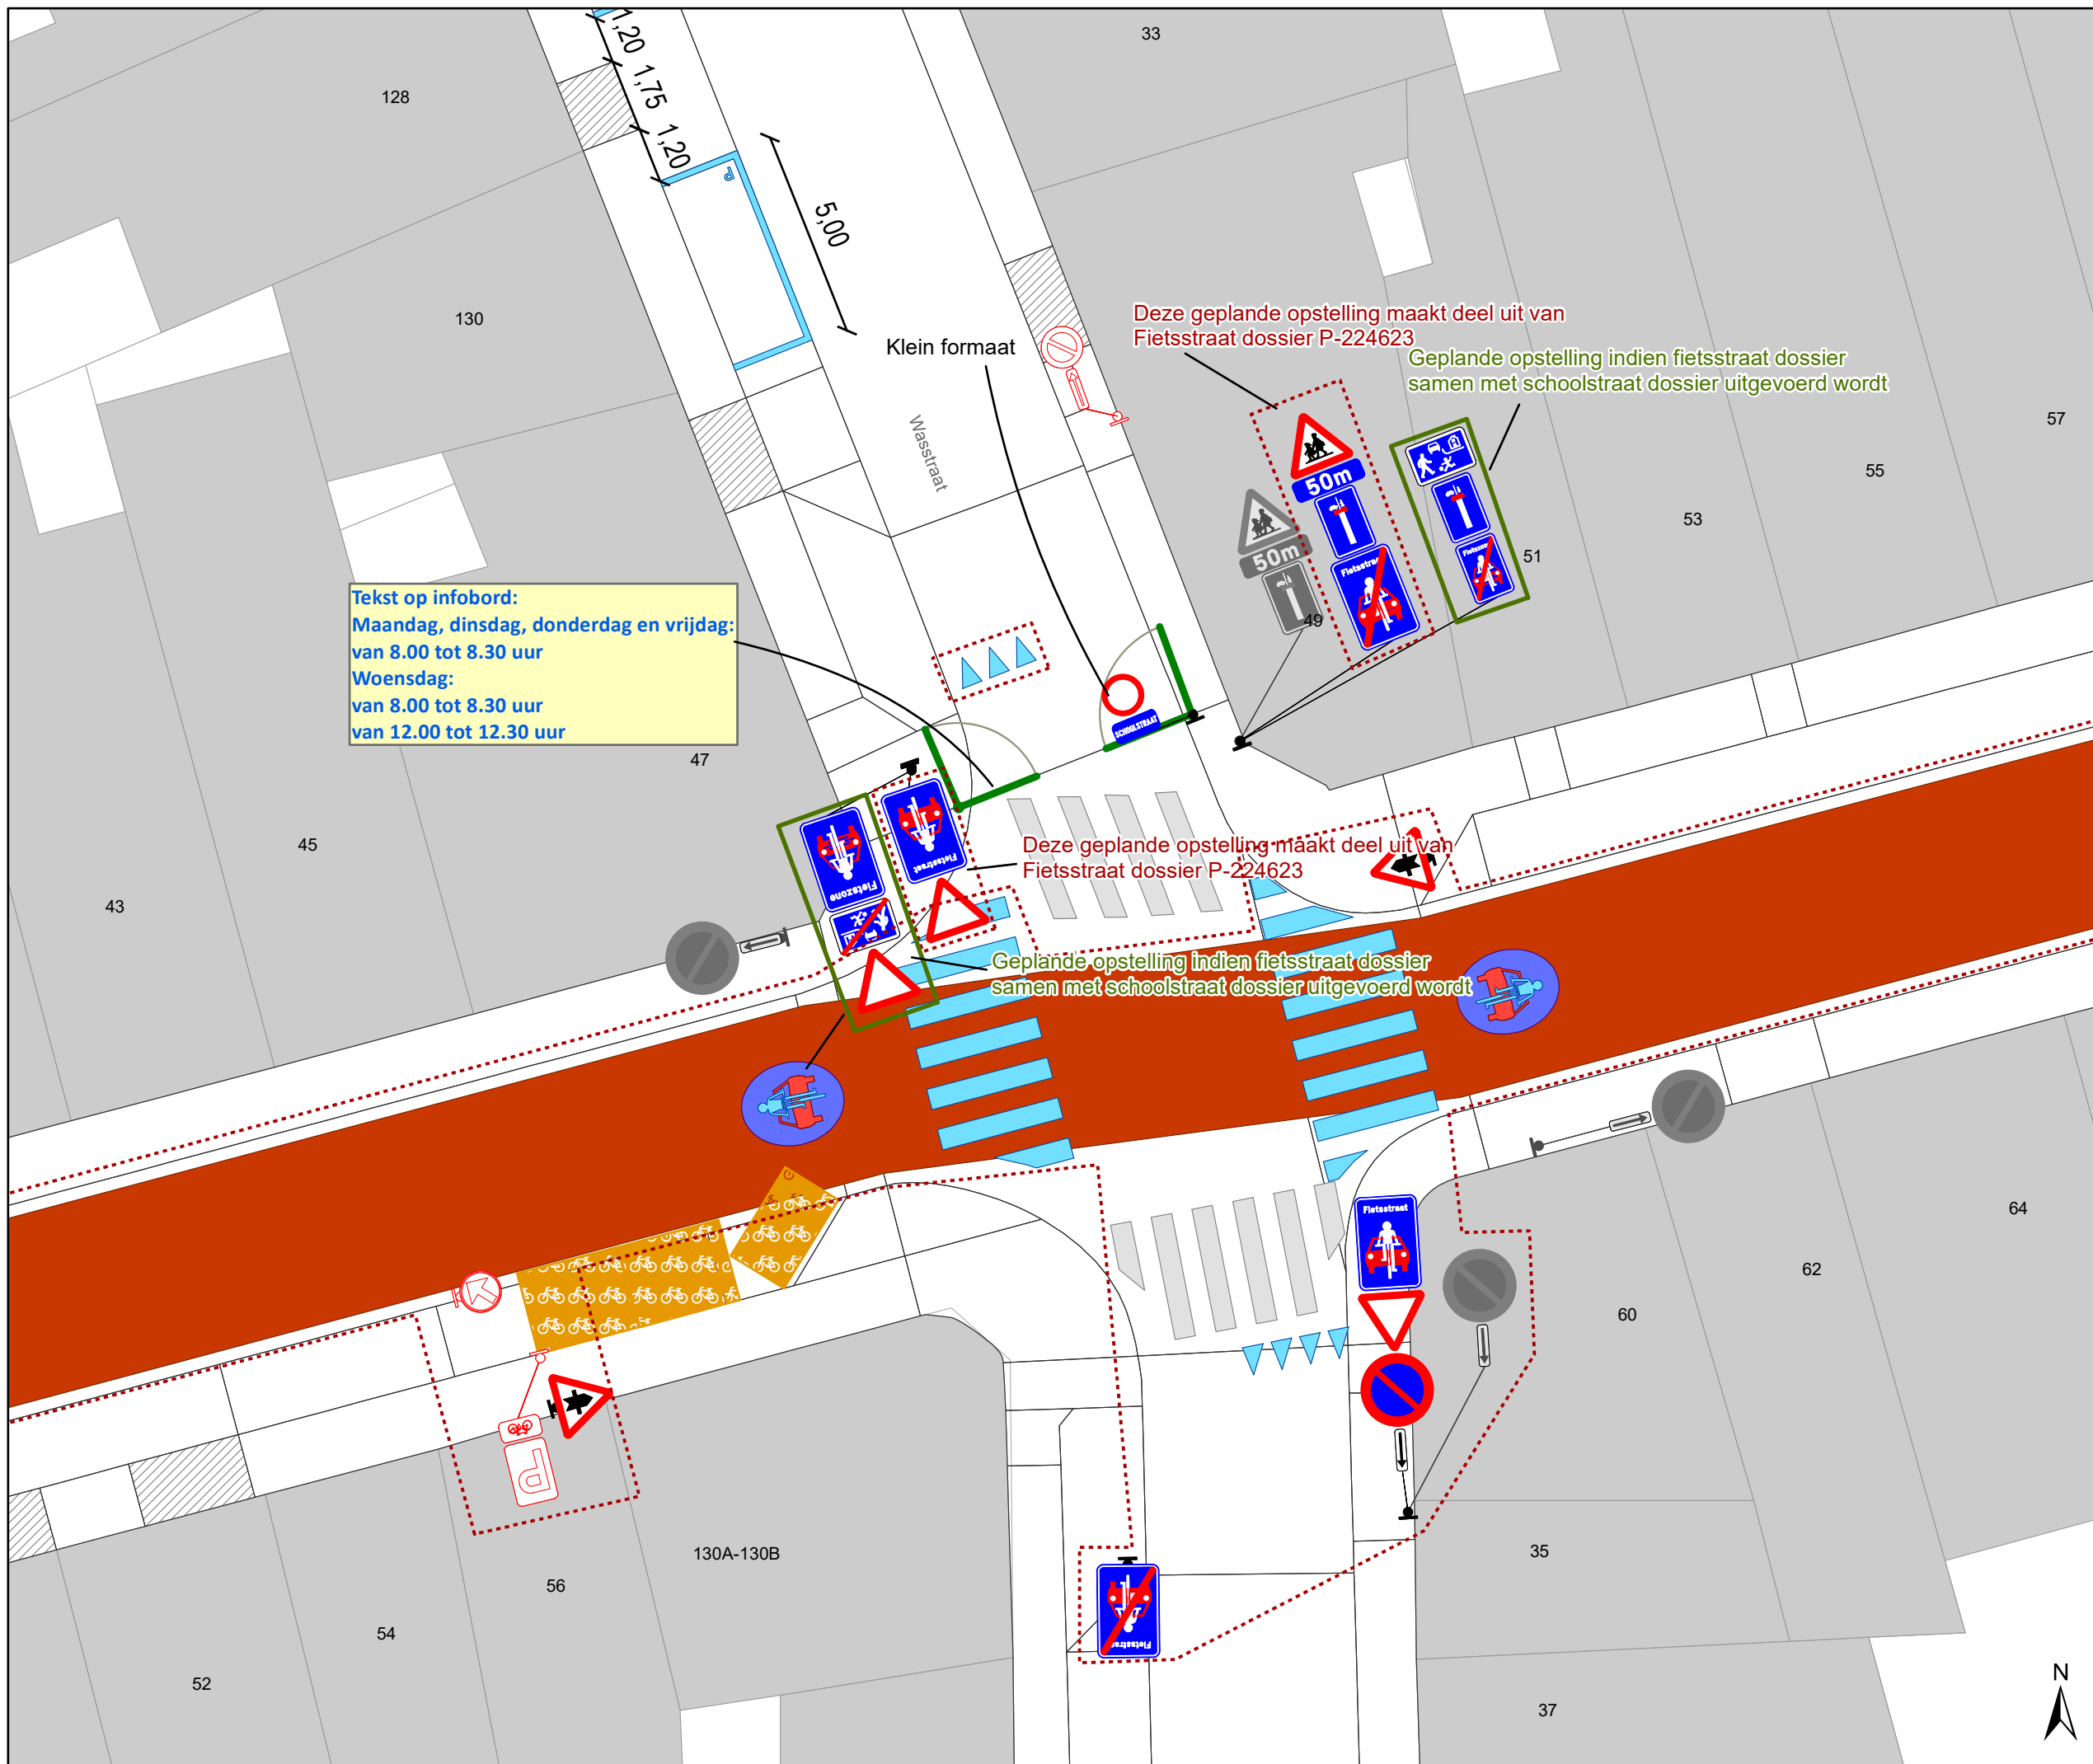 1,20
1,75
1,20
5,00
P
33
128
130
Klein formaat
Wasstraat
Deze geplande opstelling maakt deel uit van
Fietsstraat dossier P-224623
Geplande opstelling indien fietsstraat dossier
samen met schoolstraat dossier uitgevoerd wordt
57
55
53
51
49
50m
50m
Fietsstraat
Fietszone
Tekst op infobord:
Maandag, dinsdag, donderdag en vrijdag:
van 8.00 tot 8.30 uur
Woensdag:
van 8.00 tot 8.30 uur
van 12.00 tot 12.30 uur
SCHOOLSTRAAT
47
45
43
Fietszone
Fietsstraat
Deze geplande opstelling maakt deel uit van
Fietsstraat dossier P-224623
Geplande opstelling indien fietsstraat dossier
samen met schoolstraat dossier uitgevoerd wordt
Fietsstraat
64
62
60
P
130A-130B
56
54
52
35
37
Fietsstraat
N